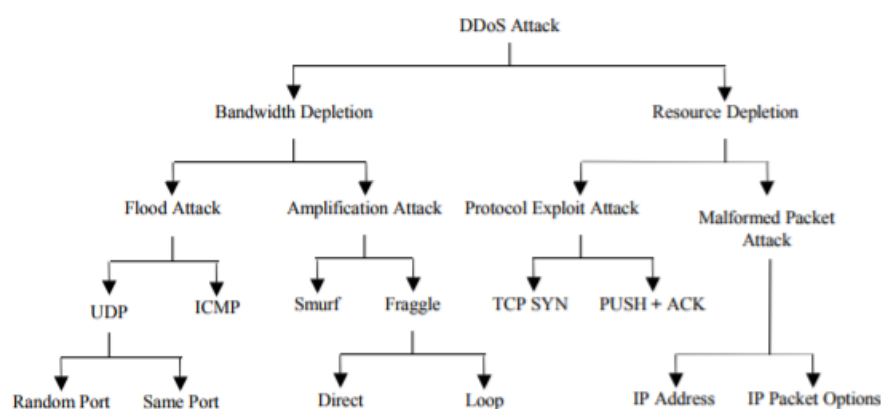 DDoS Attack
Bandwidth Depletion
Resource Depletion
Flood Attack
Amplification Attack
Protocol Exploit Attack
Malformed Packet
Attack
UDP
ICMP
Smurf
Fraggle
TCP SYN
PUSH + ACK
Random Port
Same Port
Direct
Loop
IP Address
IP Packet Options